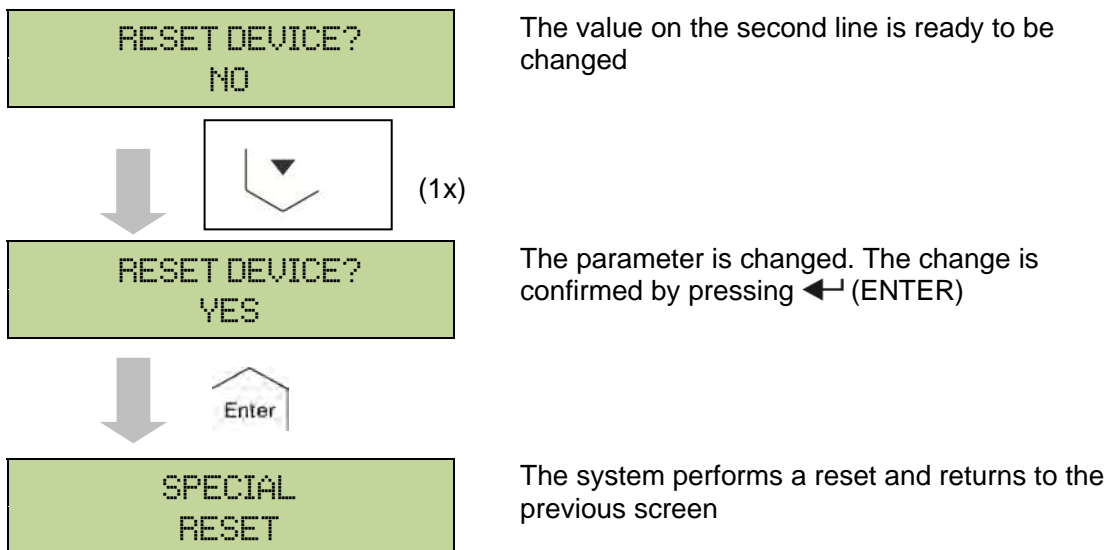 RESET DEVICE?
NO
The value on the second line is ready to be
changed
(1x)
RESET DEVICE?
YES
The parameter is changed. The change is
confirmed by pressing (ENTER)
Enter
SPECIAL
RESET
The system performs a reset and returns to the
previous screen